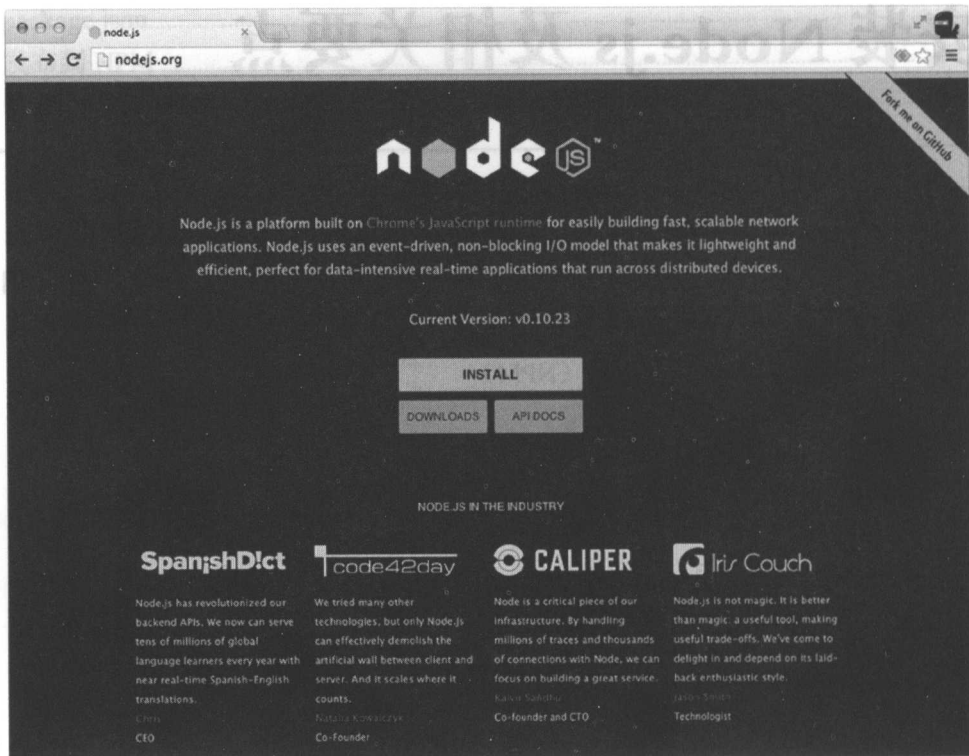 node.js
nodejs.org
Fork me on GitHub
node JS™
Node.js is a platform built on Chrome's JavaScript runtime for easily building fast, scalable network
applications. Node.js uses an event-driven, non-blocking I/O model that makes it lightweight and
efficient, perfect for data-intensive real-time applications that run across distributed devices.
Current Version: v0.10.23
INSTALL
DOWNLOADS
API DOCS
NODE.JS IN THE INDUSTRY
Span¡shD!ct
Node.js has revolutionized our
backend APIs. We now can serve
tens of millions of global
language learners every year with
near real-time Spanish-English
translations.
Chris
CEO
code42day
We tried many other
technologies, but only Node.js
can effectively demolish the
artificial wall between client and
server. And it scales where it
counts.
Natalia Kowalczyk
Co-Founder
CALIPER
Node is a critical piece of our
infrastructure. By handling
millions of traces and thousands
of connections with Node, we can
focus on building a great service.
Co-founder and CTO
Iris Couch
Node.js is not magic. It is better
than magic: a useful tool, making
useful trade-offs. We've come to
delight in and depend on its laid-
back enthusiastic style.
Jason Smith
Technologist